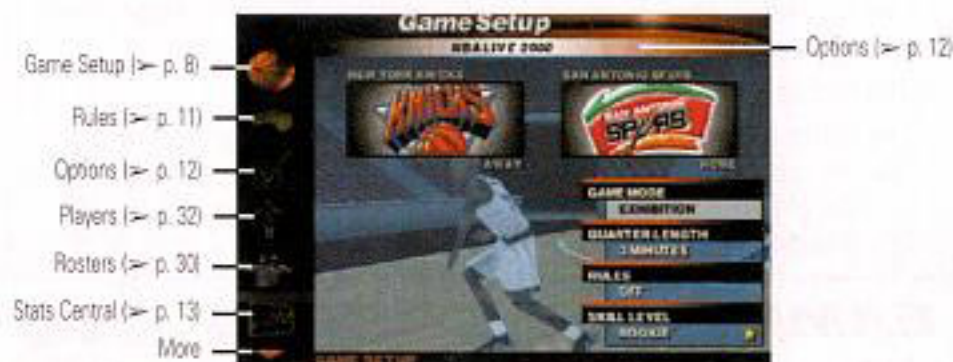 Game Setup
NBA LIVE 2000
Options (➢ p. 12)
Game Setup (➢ p. 8)
Rules (➢ p. 11)
Options (➢ p. 12)
Players (➢ p. 32)
Rosters (➢ p. 30)
Stats Central (➢ p. 13)
More
NEW YORK KNICKS
SAN ANTONIO SPURS
KNICKS
SAN ANTONIO
SPURS
AWAY
HOME
GAME MODE
EXHIBITION
QUARTER LENGTH
3 MINUTES
RULES
OFF
SKILL LEVEL
ROOKIE
GAME SETUP